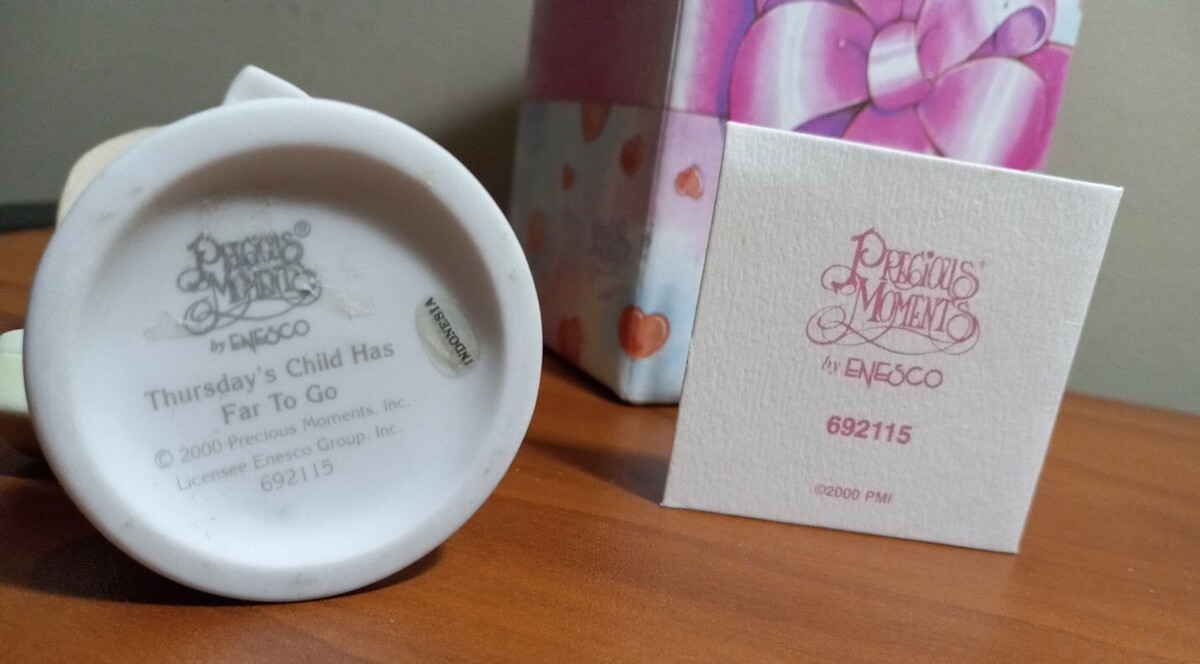 PRECIOUS®
MOMENTS
by ENESCO
Thursday's Child Has
Far To Go
© 2000 Precious Moments, Inc.
Licensee Enesco Group, Inc.
692115
INDONESIA
PRECIOUS®
MOMENTS
by ENESCO
692115
©2000 PMI